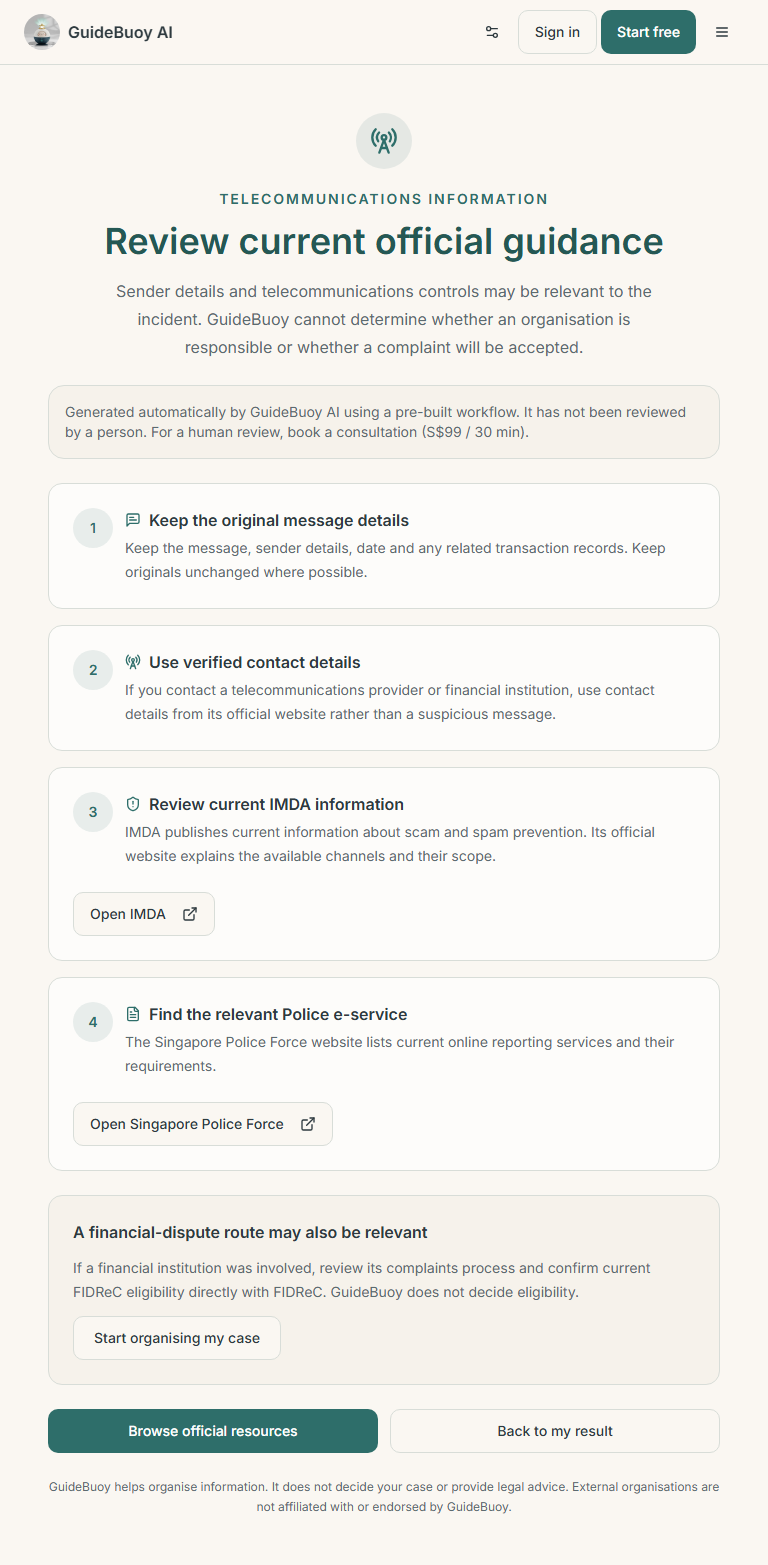 GuideBuoy AI
Sign in
Start free
TELECOMMUNICATIONS INFORMATION
Review current official guidance
Sender details and telecommunications controls may be relevant to the
incident. GuideBuoy cannot determine whether an organisation is
responsible or whether a complaint will be accepted.
Generated automatically by GuideBuoy AI using a pre-built workflow. It has not been reviewed
by a person. For a human review, book a consultation (S$99 / 30 min).
1
Keep the original message details
Keep the message, sender details, date and any related transaction records. Keep
originals unchanged where possible.
2
Use verified contact details
If you contact a telecommunications provider or financial institution, use contact
details from its official website rather than a suspicious message.
3
Review current IMDA information
IMDA publishes current information about scam and spam prevention. Its official
website explains the available channels and their scope.
Open IMDA
4
Find the relevant Police e-service
The Singapore Police Force website lists current online reporting services and their
requirements.
Open Singapore Police Force
A financial-dispute route may also be relevant
If a financial institution was involved, review its complaints process and confirm current
FIDReC eligibility directly with FIDReC. GuideBuoy does not decide eligibility.
Start organising my case
Browse official resources
Back to my result
GuideBuoy helps organise information. It does not decide your case or provide legal advice. External organisations are
not affiliated with or endorsed by GuideBuoy.